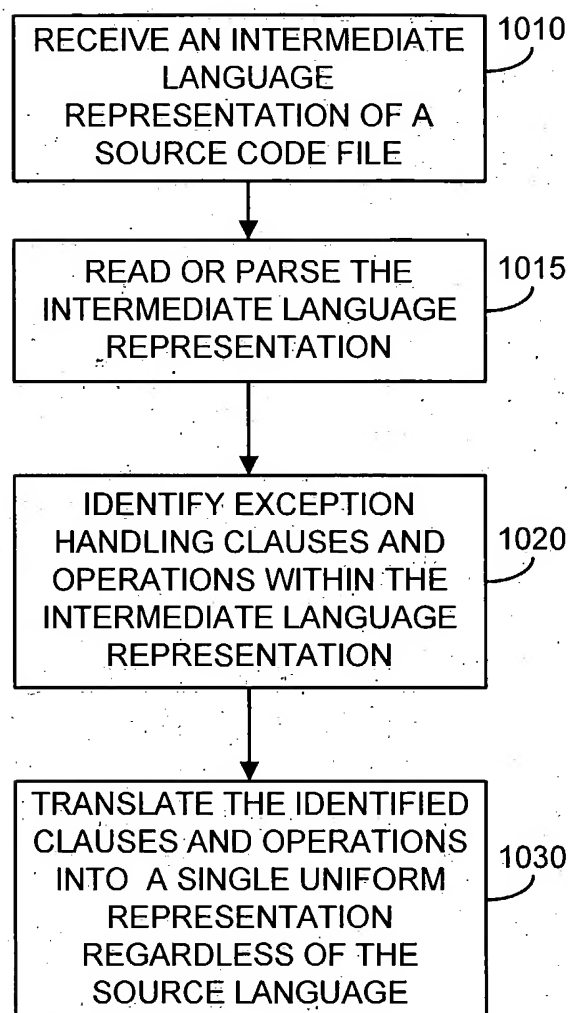 RECEIVE AN INTERMEDIATE
LANGUAGE
REPRESENTATION OF A
SOURCE CODE FILE
1010
READ OR PARSE THE
INTERMEDIATE LANGUAGE
REPRESENTATION
1015
IDENTIFY EXCEPTION
HANDLING CLAUSES AND
OPERATIONS WITHIN THE
INTERMEDIATE LANGUAGE
REPRESENTATION
1020
TRANSLATE THE IDENTIFIED
CLAUSES AND OPERATIONS
INTO A SINGLE UNIFORM
REPRESENTATION
REGARDLESS OF THE
SOURCE LANGUAGE
1030